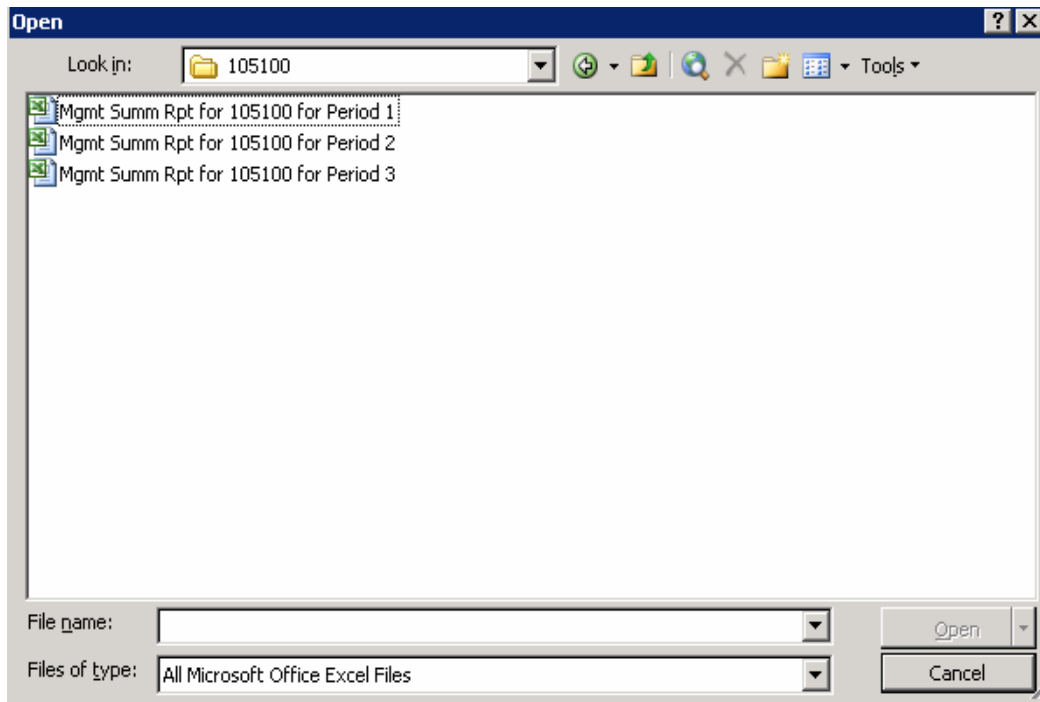 Open
Look in: 105100 Tools
Mgmt Summ Rpt for 105100 for Period 1
Mgmt Summ Rpt for 105100 for Period 2
Mgmt Summ Rpt for 105100 for Period 3
File name: Open
Files of type: All Microsoft Office Excel Files Cancel